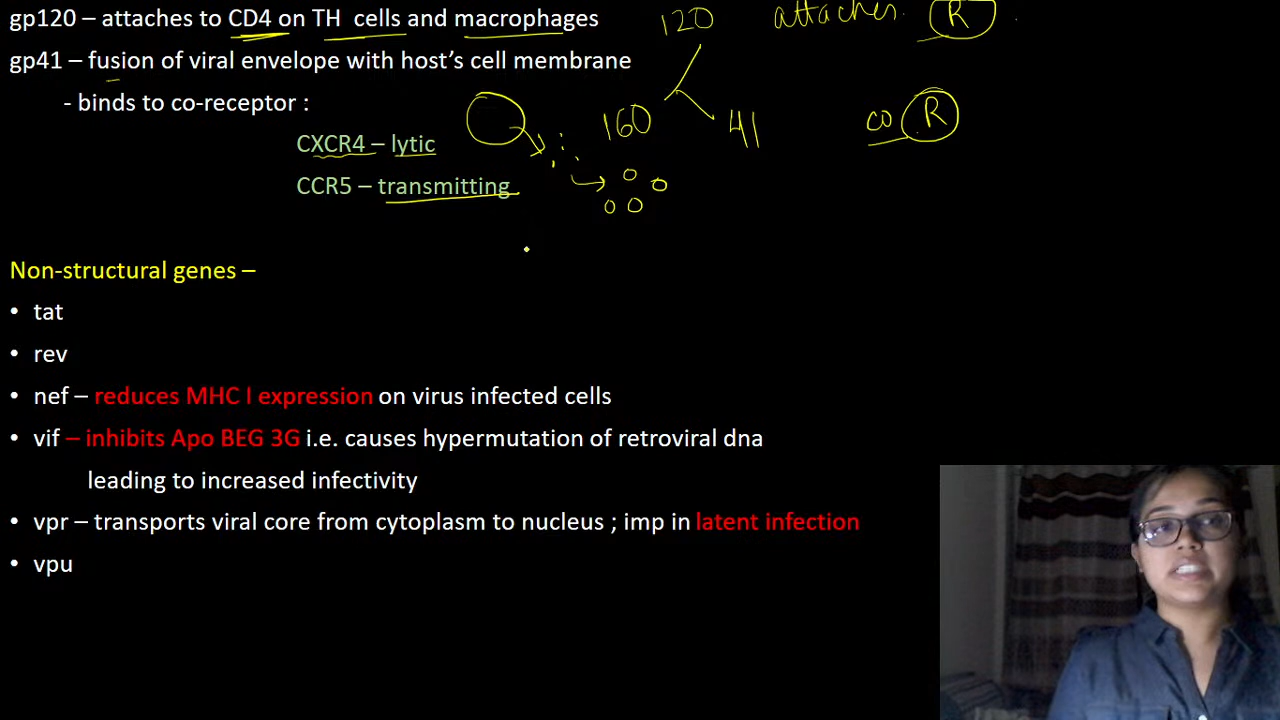 gp120 – attaches to CD4 on TH cells and macrophages
120 attaches R
gp41 – fusion of viral envelope with host's cell membrane
- binds to co-receptor :
160 41 co R
CXCR4 – lytic
CCR5 – transmitting
Non-structural genes –
• tat
• rev
• nef – reduces MHC I expression on virus infected cells
• vif – inhibits Apo BEG 3G i.e. causes hypermutation of retroviral dna
leading to increased infectivity
• vpr – transports viral core from cytoplasm to nucleus ; imp in latent infection
• vpu